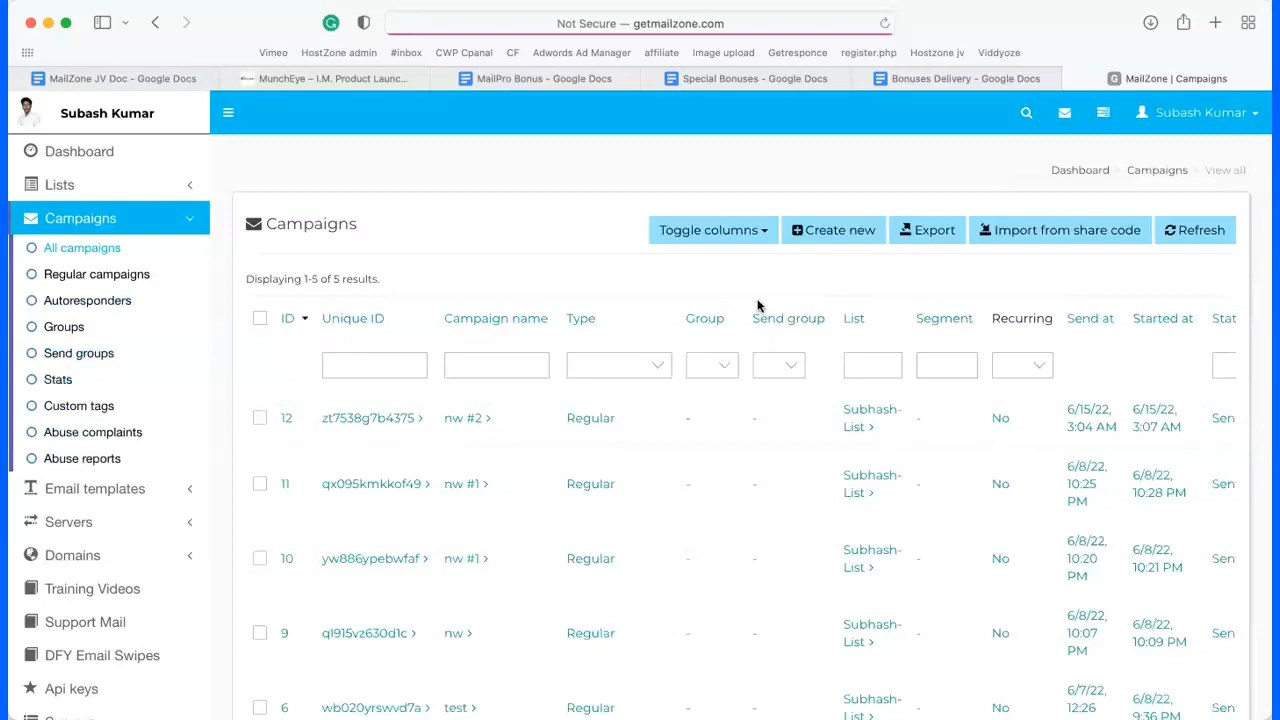 Not Secure — getmailzone.com
Vimeo HostZone admin #inbox CWP Cpanal CF Adwords Ad Manager affiliate Image upload Getresponce register.php Hostzone jv Viddyoze
MailZone JV Doc - Google Docs MunchEye – I.M. Product Launc... MailPro Bonus - Google Docs Special Bonuses - Google Docs Bonuses Delivery - Google Docs G MailZone | Campaigns
Subash Kumar
Subash Kumar
Dashboard
Lists
Campaigns
All campaigns
Regular campaigns
Autoresponders
Groups
Send groups
Stats
Custom tags
Abuse complaints
Abuse reports
Email templates
Servers
Domains
Training Videos
Support Mail
DFY Email Swipes
Api keys
Dashboard Campaigns View all
Campaigns
Toggle columns Create new Export Import from share code Refresh
Displaying 1-5 of 5 results.
ID Unique ID Campaign name Type Group Send group List Segment Recurring Send at Started at Stat
12 zt7538g7b4375 > nw #2 > Regular - - Subhash-List > - No 6/15/22, 3:04 AM 6/15/22, 3:07 AM Sen
11 qx095kmkkof49 > nw #1 > Regular - - Subhash-List > - No 6/8/22, 10:25 PM 6/8/22, 10:28 PM Sen
10 yw886ypebwfaf > nw #1 > Regular - - Subhash-List > - No 6/8/22, 10:20 PM 6/8/22, 10:21 PM Sen
9 ql915vz630d1c > nw > Regular - - Subhash-List > - No 6/8/22, 10:07 PM 6/8/22, 10:09 PM Sen
6 wb020yrswvd7a > test > Regular - - Subhash-List > - No 6/7/22, 12:26 6/8/22, 9:36 PM Sen